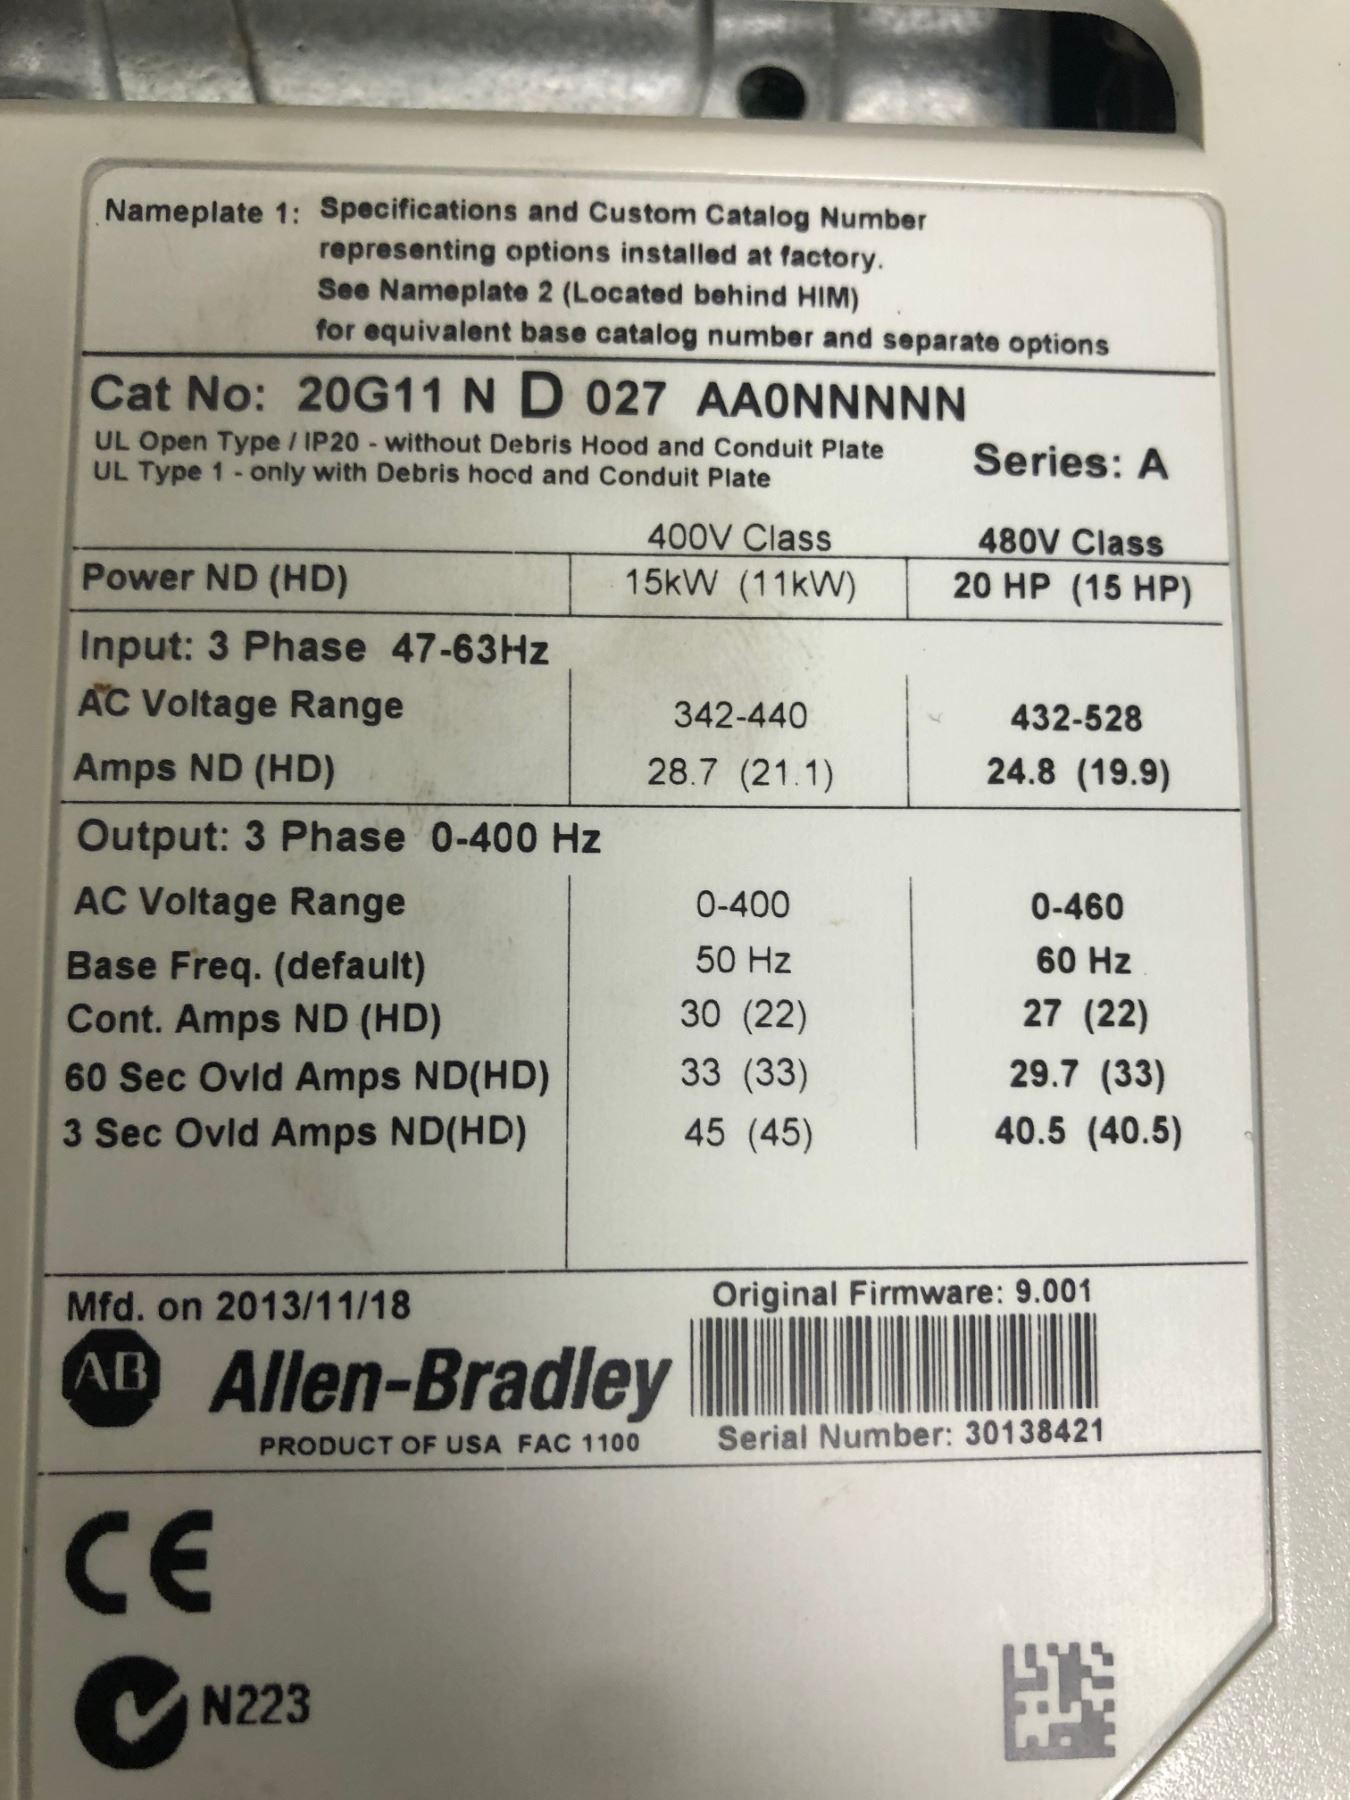 Nameplate 1: Specifications and Custom Catalog Number
representing options installed at factory.
See Nameplate 2 (Located behind HIM)
for equivalent base catalog number and separate options
Cat No: 20G11 N D 027 AA0NNNNN
UL Open Type / IP20 - without Debris Hood and Conduit Plate
UL Type 1 - only with Debris hood and Conduit Plate
Series: A
400V Class 480V Class
Power ND (HD) 15kW (11kW) 20 HP (15 HP)
Input: 3 Phase 47-63Hz
AC Voltage Range 342-440 432-528
Amps ND (HD) 28.7 (21.1) 24.8 (19.9)
Output: 3 Phase 0-400 Hz
AC Voltage Range 0-400 0-460
Base Freq. (default) 50 Hz 60 Hz
Cont. Amps ND (HD) 30 (22) 27 (22)
60 Sec Ovld Amps ND(HD) 33 (33) 29.7 (33)
3 Sec Ovld Amps ND(HD) 45 (45) 40.5 (40.5)
Mfd. on 2013/11/18
Original Firmware: 9.001
AB Allen-Bradley
PRODUCT OF USA FAC 1100
Serial Number: 30138421
CE
N223